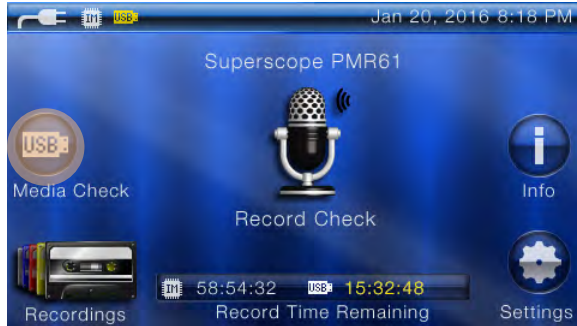 IM USB Jan 20, 2016 8:18 PM
Superscope PMR61
USB
Media Check
i
Info
Record Check
IM 58:54:32 USB 15:32:48
Recordings
Record Time Remaining
Settings